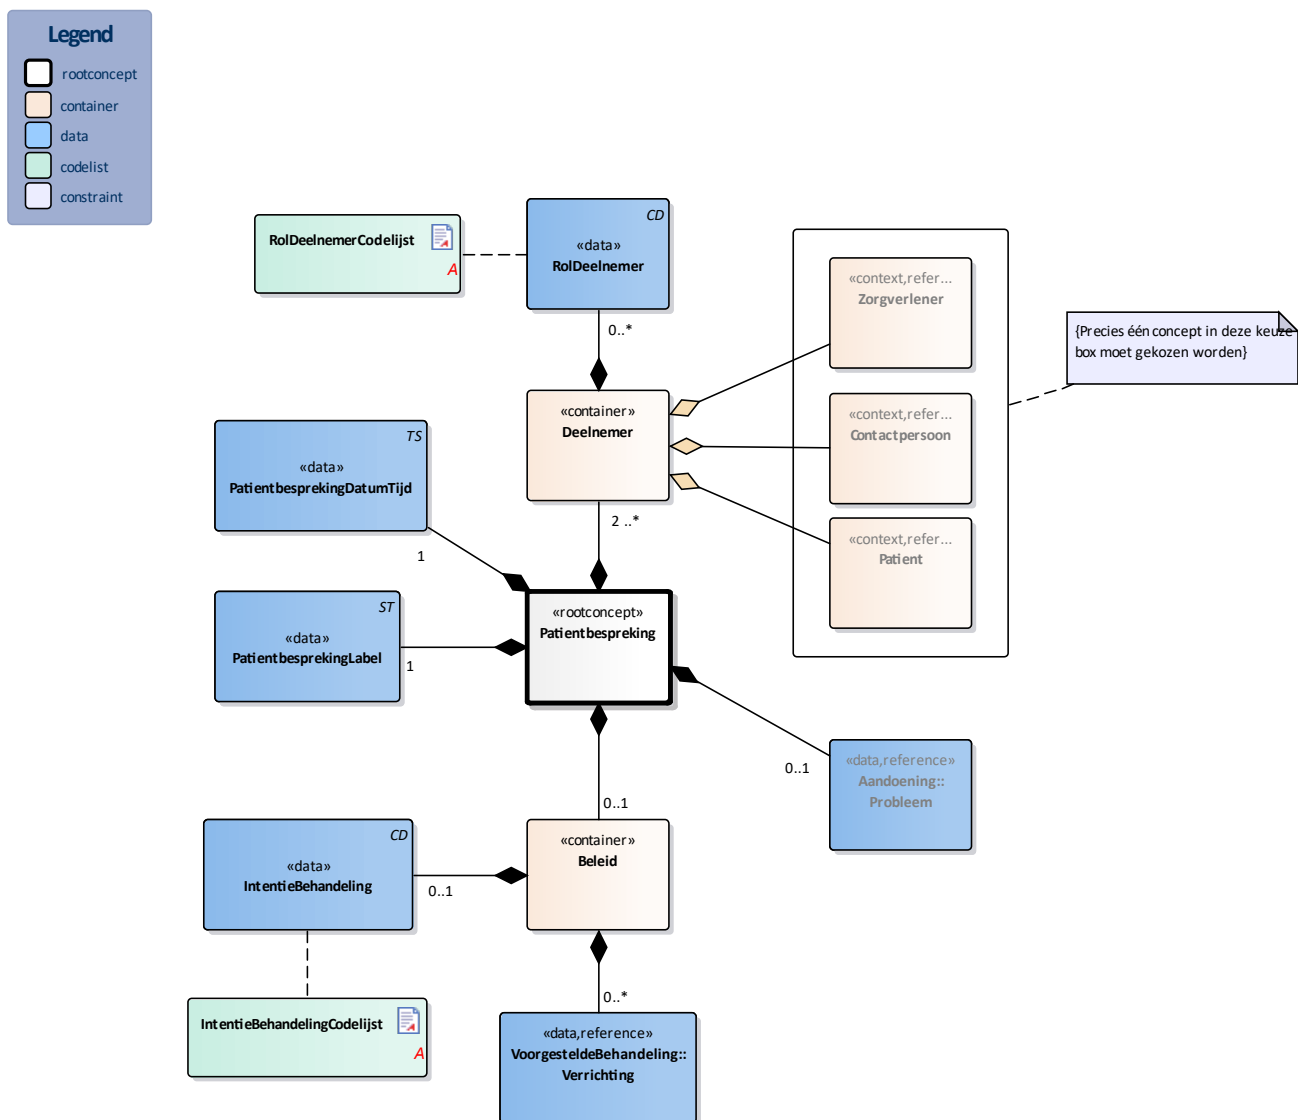 Legend
rootconcept
container
data
codelist
constraint
RolDeelnemerCodelijst
A
CD
«data»
RolDeelnemer
0..*
«context,refer...
Zorgverlener
{Precies één concept in deze keuze
box moet gekozen worden}
«container»
Deelnemer
«context,refer...
Contactpersoon
TS
«data»
PatientbesprekingDatumTijd
2 ..*
«context,refer...
Patient
1
ST
«data»
PatientbesprekingLabel
1
«rootconcept»
Patientbespreking
0..1
«data,reference»
Aandoening::
Probleem
0..1
CD
«data»
IntentieBehandeling
0..1
«container»
Beleid
0..*
IntentieBehandelingCodelijst
A
«data,reference»
VoorgesteldeBehandeling::
Verrichting